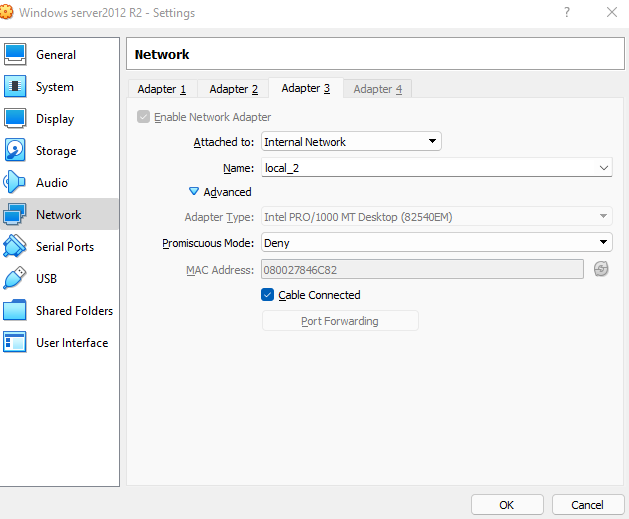 Windows server2012 R2 - Settings
?
General
System
Display
Storage
Audio
Network
Serial Ports
USB
Shared Folders
User Interface
Network
Adapter 1
Adapter 2
Adapter 3
Adapter 4
Enable Network Adapter
Attached to: Internal Network
Name: local_2
Advanced
Adapter Type: Intel PRO/1000 MT Desktop (82540EM)
Promiscuous Mode: Deny
MAC Address: 080027846C82
Cable Connected
Port Forwarding
OK
Cancel